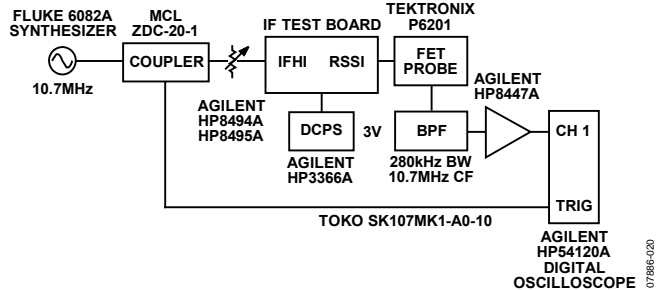 FLUKE 6082A
SYNTHESIZER
10.7MHz
MCL
ZDC-20-1
COUPLER
AGILENT
HP8494A
HP8495A
IF TEST BOARD
IFHI RSSI
DCPS
3V
AGILENT
HP3366A
TEKTRONIX
P6201
FET
PROBE
BPF
280kHz BW
10.7MHz CF
AGILENT
HP8447A
CH 1
TRIG
TOKO SK107MK1-A0-10
AGILENT
HP54120A
DIGITAL
OSCILLOSCOPE
07886-020